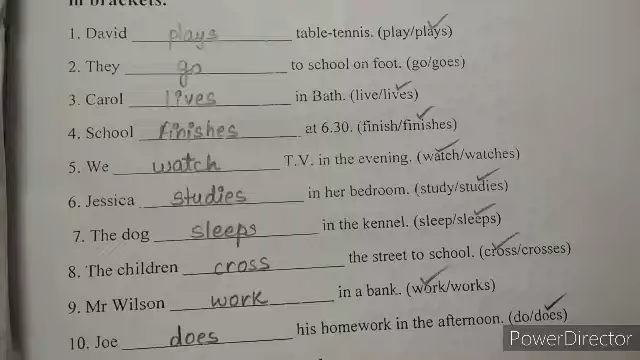 in brackets.
1. David plays table-tennis. (play/plays)
2. They go to school on foot. (go/goes)
3. Carol lives in Bath. (live/lives)
4. School finishes at 6.30. (finish/finishes)
5. We watch T.V. in the evening. (watch/watches)
6. Jessica studies in her bedroom. (study/studies)
7. The dog sleeps in the kennel. (sleep/sleeps)
8. The children cross the street to school. (cross/crosses)
9. Mr Wilson work in a bank. (work/works)
10. Joe does his homework in the afternoon. (do/does)
PowerDirector